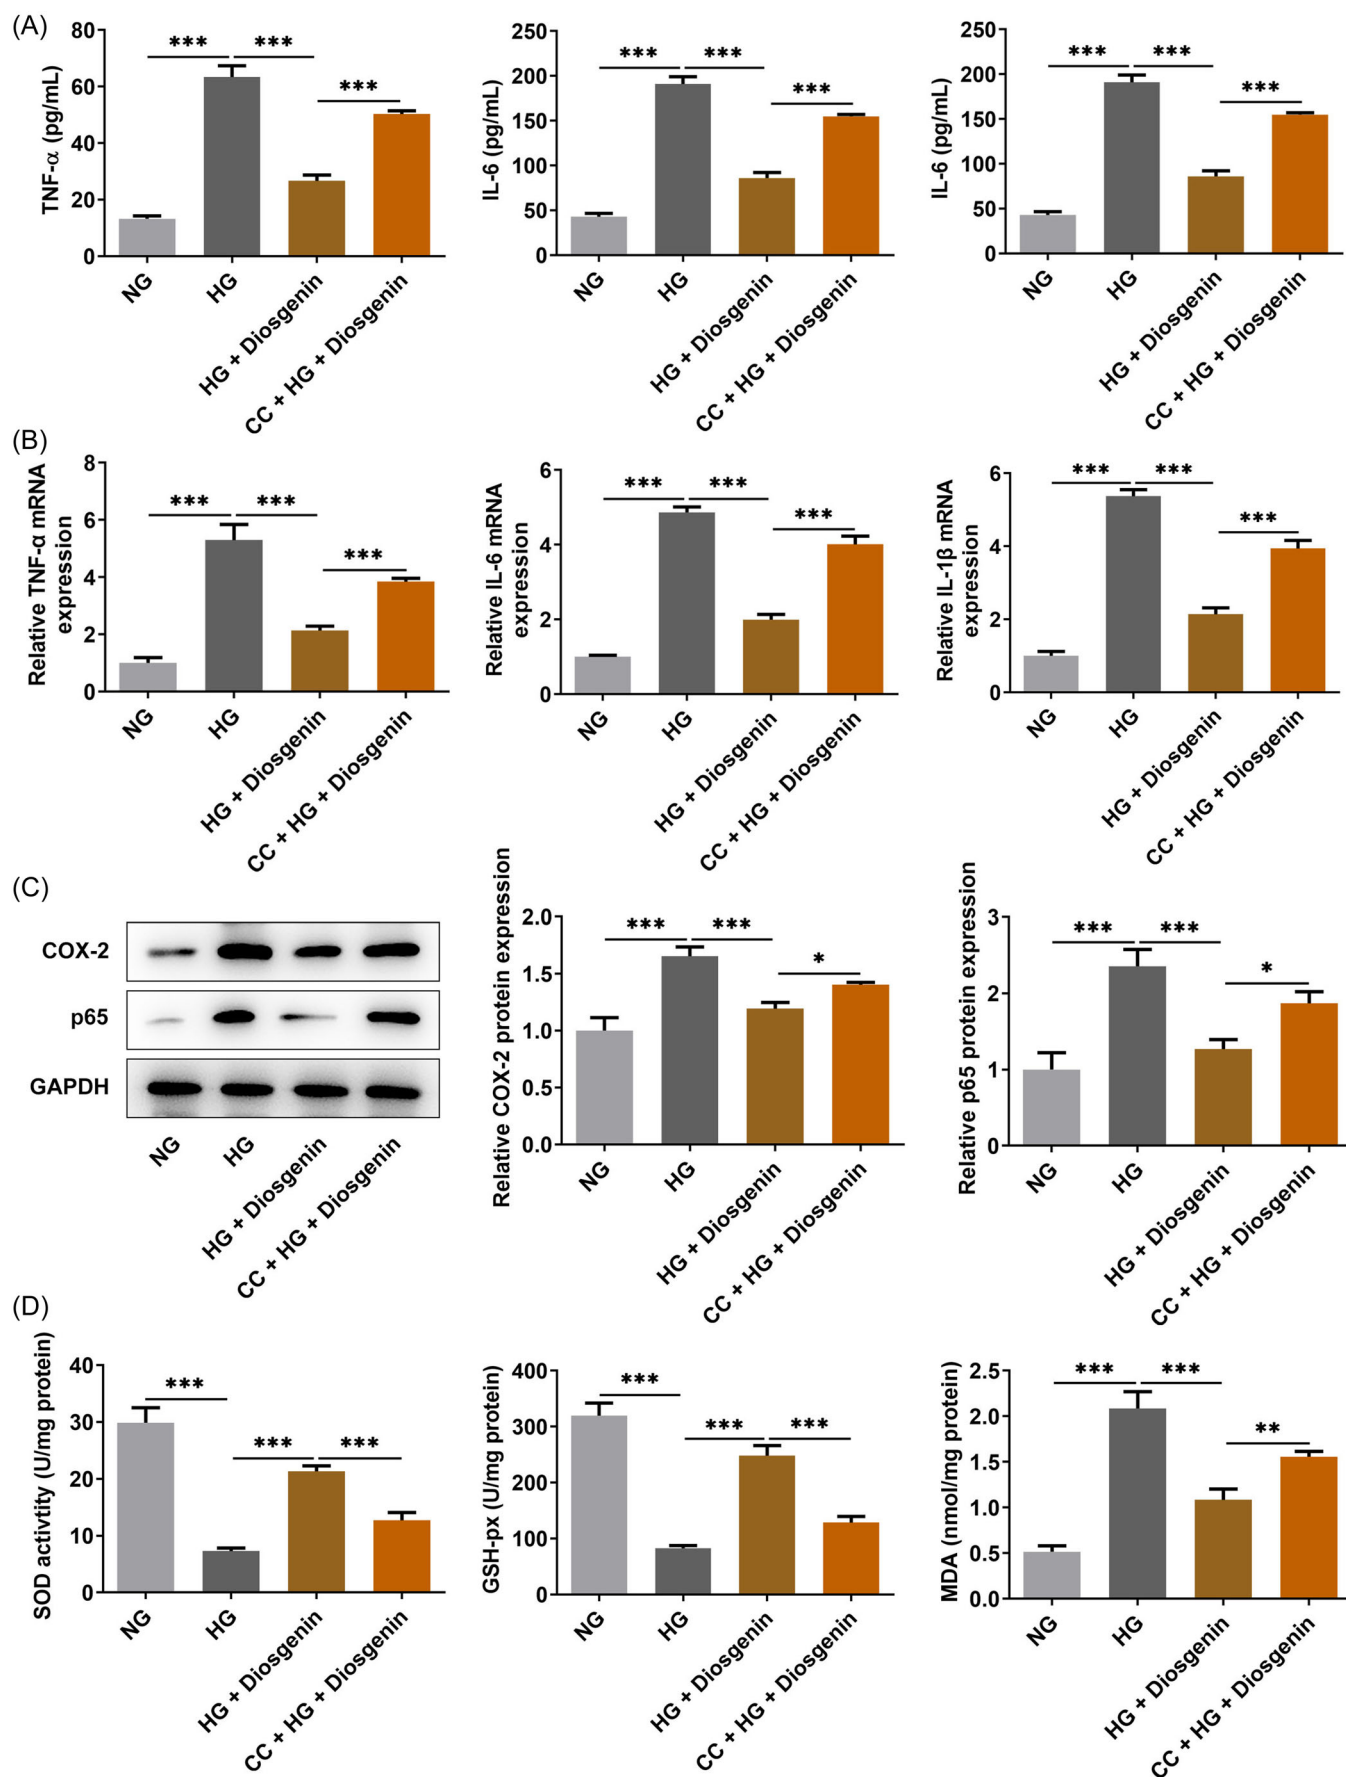 (A)
TNF-α (pg/mL)
80
60
40
20
0
***
***
***
NG
HG
HG + Diosgenin
CC + HG + Diosgenin
IL-6 (pg/mL)
250
200
150
100
50
0
***
***
***
NG
HG
HG + Diosgenin
CC + HG + Diosgenin
IL-6 (pg/mL)
250
200
150
100
50
0
***
***
***
NG
HG
HG + Diosgenin
CC + HG + Diosgenin
(B)
Relative TNF-α mRNA
expression
8
6
4
2
0
***
***
***
NG
HG
HG + Diosgenin
CC + HG + Diosgenin
Relative IL-6 mRNA
expression
6
4
2
0
***
***
***
NG
HG
HG + Diosgenin
CC + HG + Diosgenin
Relative IL-1β mRNA
expression
6
4
2
0
***
***
***
NG
HG
HG + Diosgenin
CC + HG + Diosgenin
(C)
COX-2
p65
GAPDH
NG
HG
HG + Diosgenin
CC + HG + Diosgenin
Relative COX-2 protein expression
2.0
1.5
1.0
0.5
0.0
***
***
*
NG
HG
HG + Diosgenin
CC + HG + Diosgenin
Relative p65 protein expression
3
2
1
0
***
***
*
NG
HG
HG + Diosgenin
CC + HG + Diosgenin
(D)
SOD activtity (U/mg protein)
40
30
20
10
0
***
***
***
NG
HG
HG + Diosgenin
CC + HG + Diosgenin
GSH-px (U/mg protein)
400
300
200
100
0
***
***
***
NG
HG
HG + Diosgenin
CC + HG + Diosgenin
MDA (nmol/mg protein)
2.5
2.0
1.5
1.0
0.5
0.0
***
***
**
NG
HG
HG + Diosgenin
CC + HG + Diosgenin